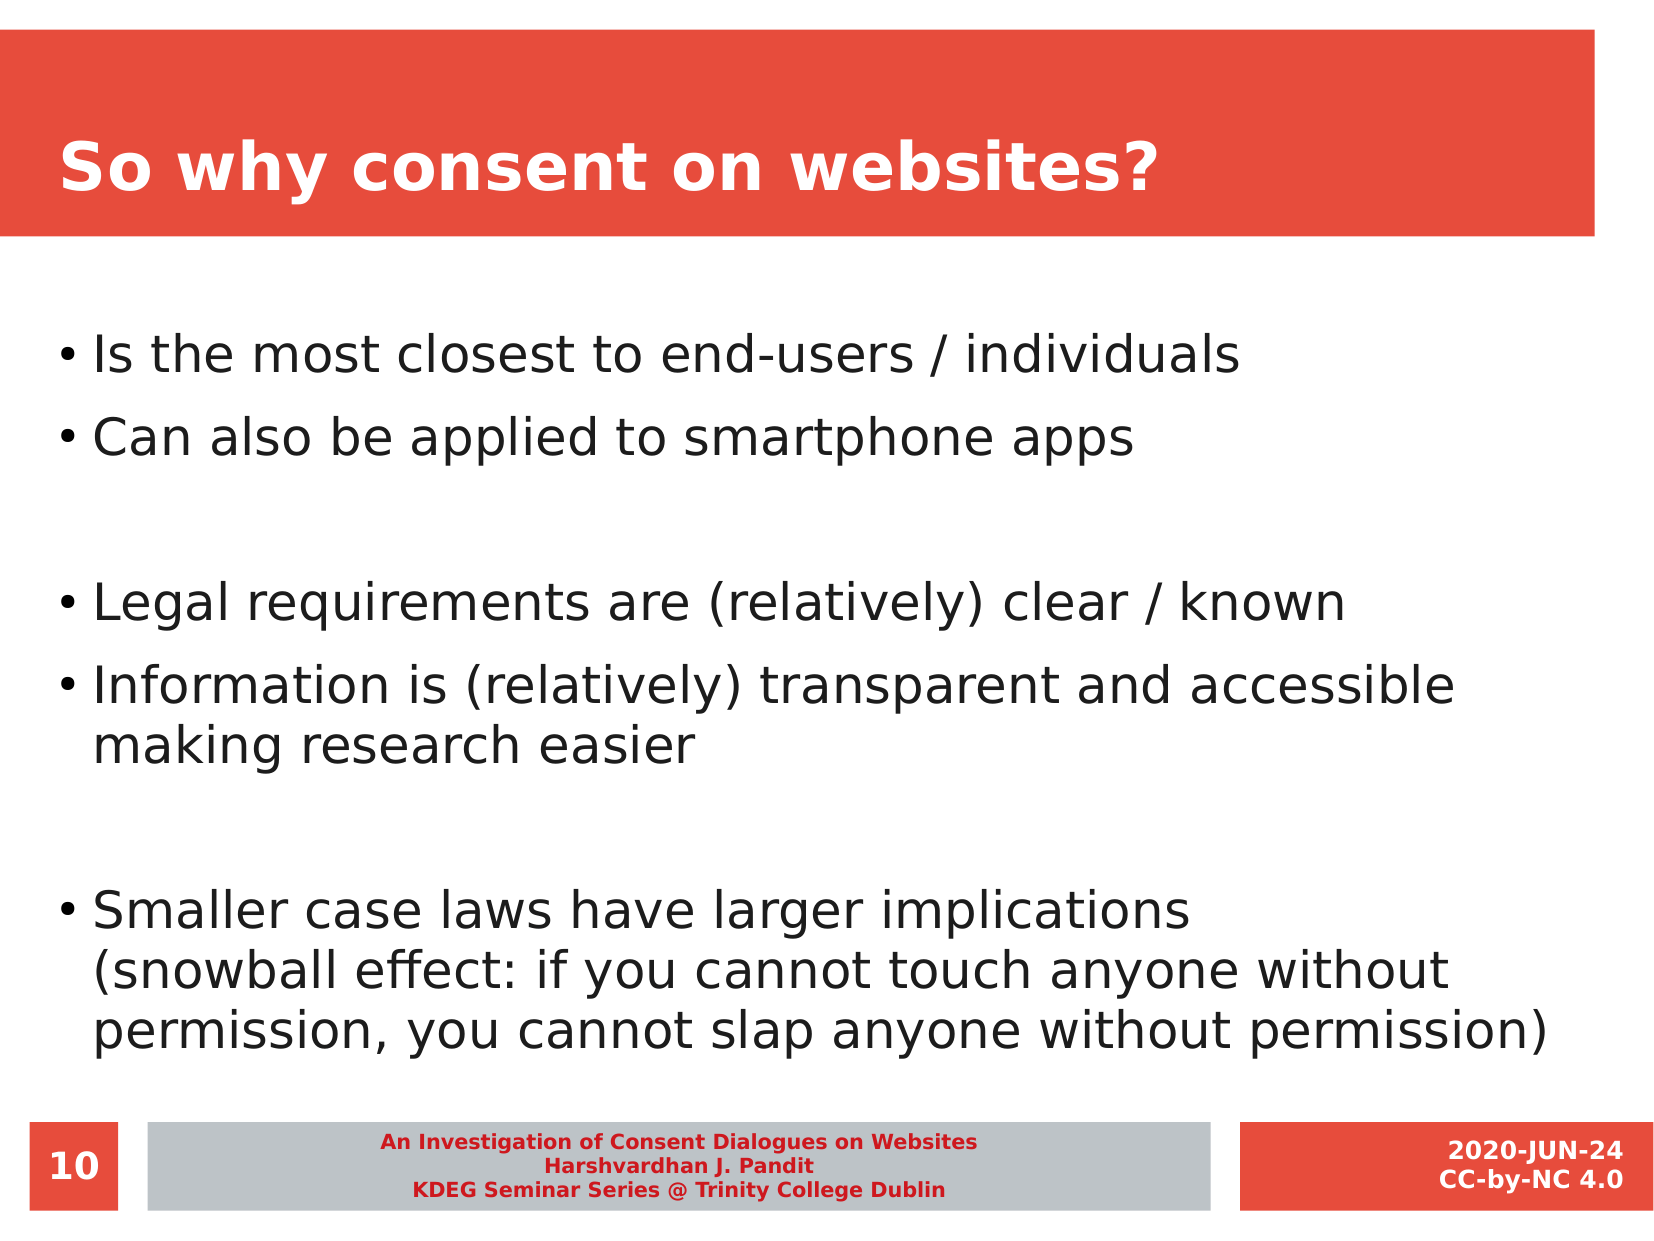 So why consent on websites?
• Is the most closest to end-users / individuals
• Can also be applied to smartphone apps
• Legal requirements are (relatively) clear / known
• Information is (relatively) transparent and accessible
making research easier
• Smaller case laws have larger implications
(snowball effect: if you cannot touch anyone without
permission, you cannot slap anyone without permission)
10
An Investigation of Consent Dialogues on Websites
Harshvardhan J. Pandit
KDEG Seminar Series @ Trinity College Dublin
2020-JUN-24
CC-by-NC 4.0